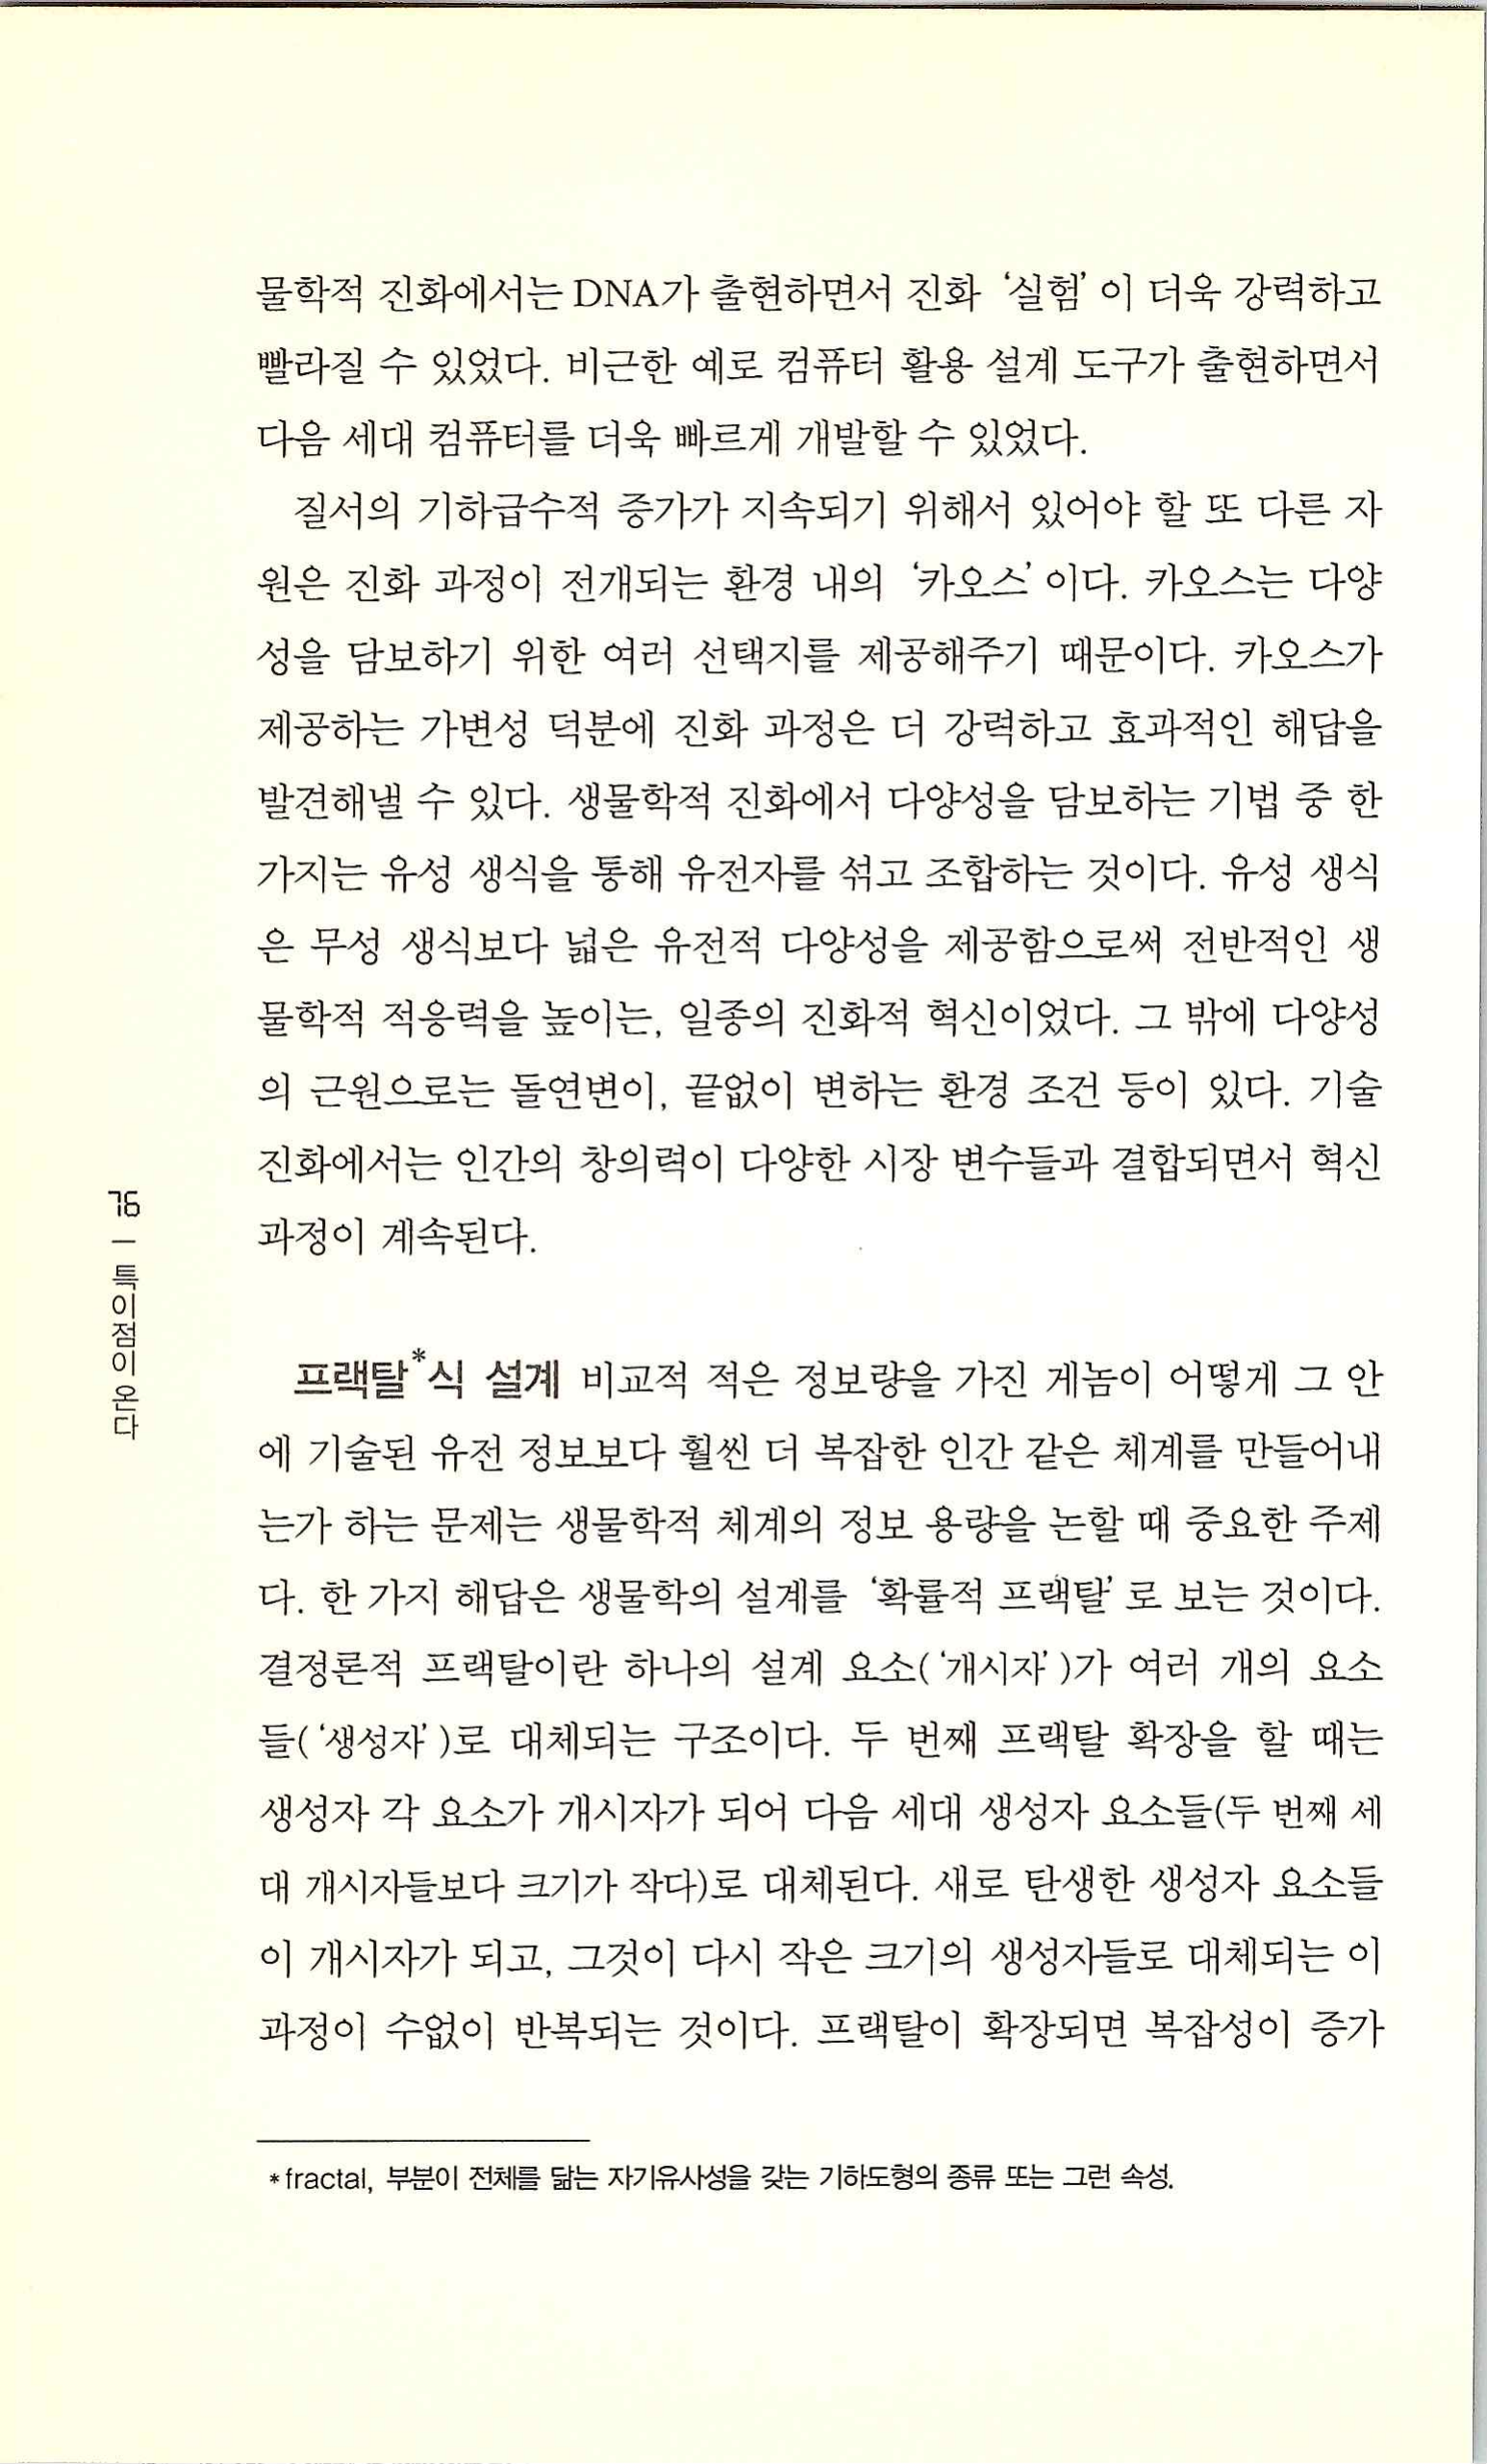 물학적 진화에서는 DNA가 출현하면서 진화 ‘실험’이 더욱 강력하고
빨라질 수 있었다. 비근한 예로 컴퓨터 활용 설계 도구가 출현하면서
다음 세대 컴퓨터를 더욱 빠르게 개발할 수 있었다.
질서의 기하급수적 증가가 지속되기 위해서 있어야 할 또 다른 자
원은 진화 과정이 전개되는 환경 내의 ‘카오스’이다. 카오스는 다양
성을 담보하기 위한 여러 선택지를 제공해주기 때문이다. 카오스가
제공하는 가변성 덕분에 진화 과정은 더 강력하고 효과적인 해답을
발견해낼 수 있다. 생물학적 진화에서 다양성을 담보하는 기법 중 한
가지는 유성 생식을 통해 유전자를 섞고 조합하는 것이다. 유성 생식
은 무성 생식보다 넓은 유전적 다양성을 제공함으로써 전반적인 생
물학적 적응력을 높이는, 일종의 진화적 혁신이었다. 그 밖에 다양성
의 근원으로는 돌연변이, 끝없이 변하는 환경 조건 등이 있다. 기술
진화에서는 인간의 창의력이 다양한 시장 변수들과 결합되면서 혁신
과정이 계속된다.
프랙탈*식 설계 비교적 적은 정보량을 가진 게놈이 어떻게 그 안
에 기술된 유전 정보보다 훨씬 더 복잡한 인간 같은 체계를 만들어내
는가 하는 문제는 생물학적 체계의 정보 용량을 논할 때 중요한 주제
다. 한 가지 해답은 생물학의 설계를 ‘확률적 프랙탈’로 보는 것이다.
결정론적 프랙탈이란 하나의 설계 요소(‘개시자’)가 여러 개의 요소
들(‘생성자’)로 대체되는 구조이다. 두 번째 프랙탈 확장을 할 때는
생성자 각 요소가 개시자가 되어 다음 세대 생성자 요소들(두 번째 세
대 개시자들보다 크기가 작다)로 대체된다. 새로 탄생한 생성자 요소들
이 개시자가 되고, 그것이 다시 작은 크기의 생성자들로 대체되는 이
과정이 수없이 반복되는 것이다. 프랙탈이 확장되면 복잡성이 증가
*fractal, 부분이 전체를 닮는 자기유사성을 갖는 기하도형의 종류 또는 그런 속성.
76 | 특이점이 온다